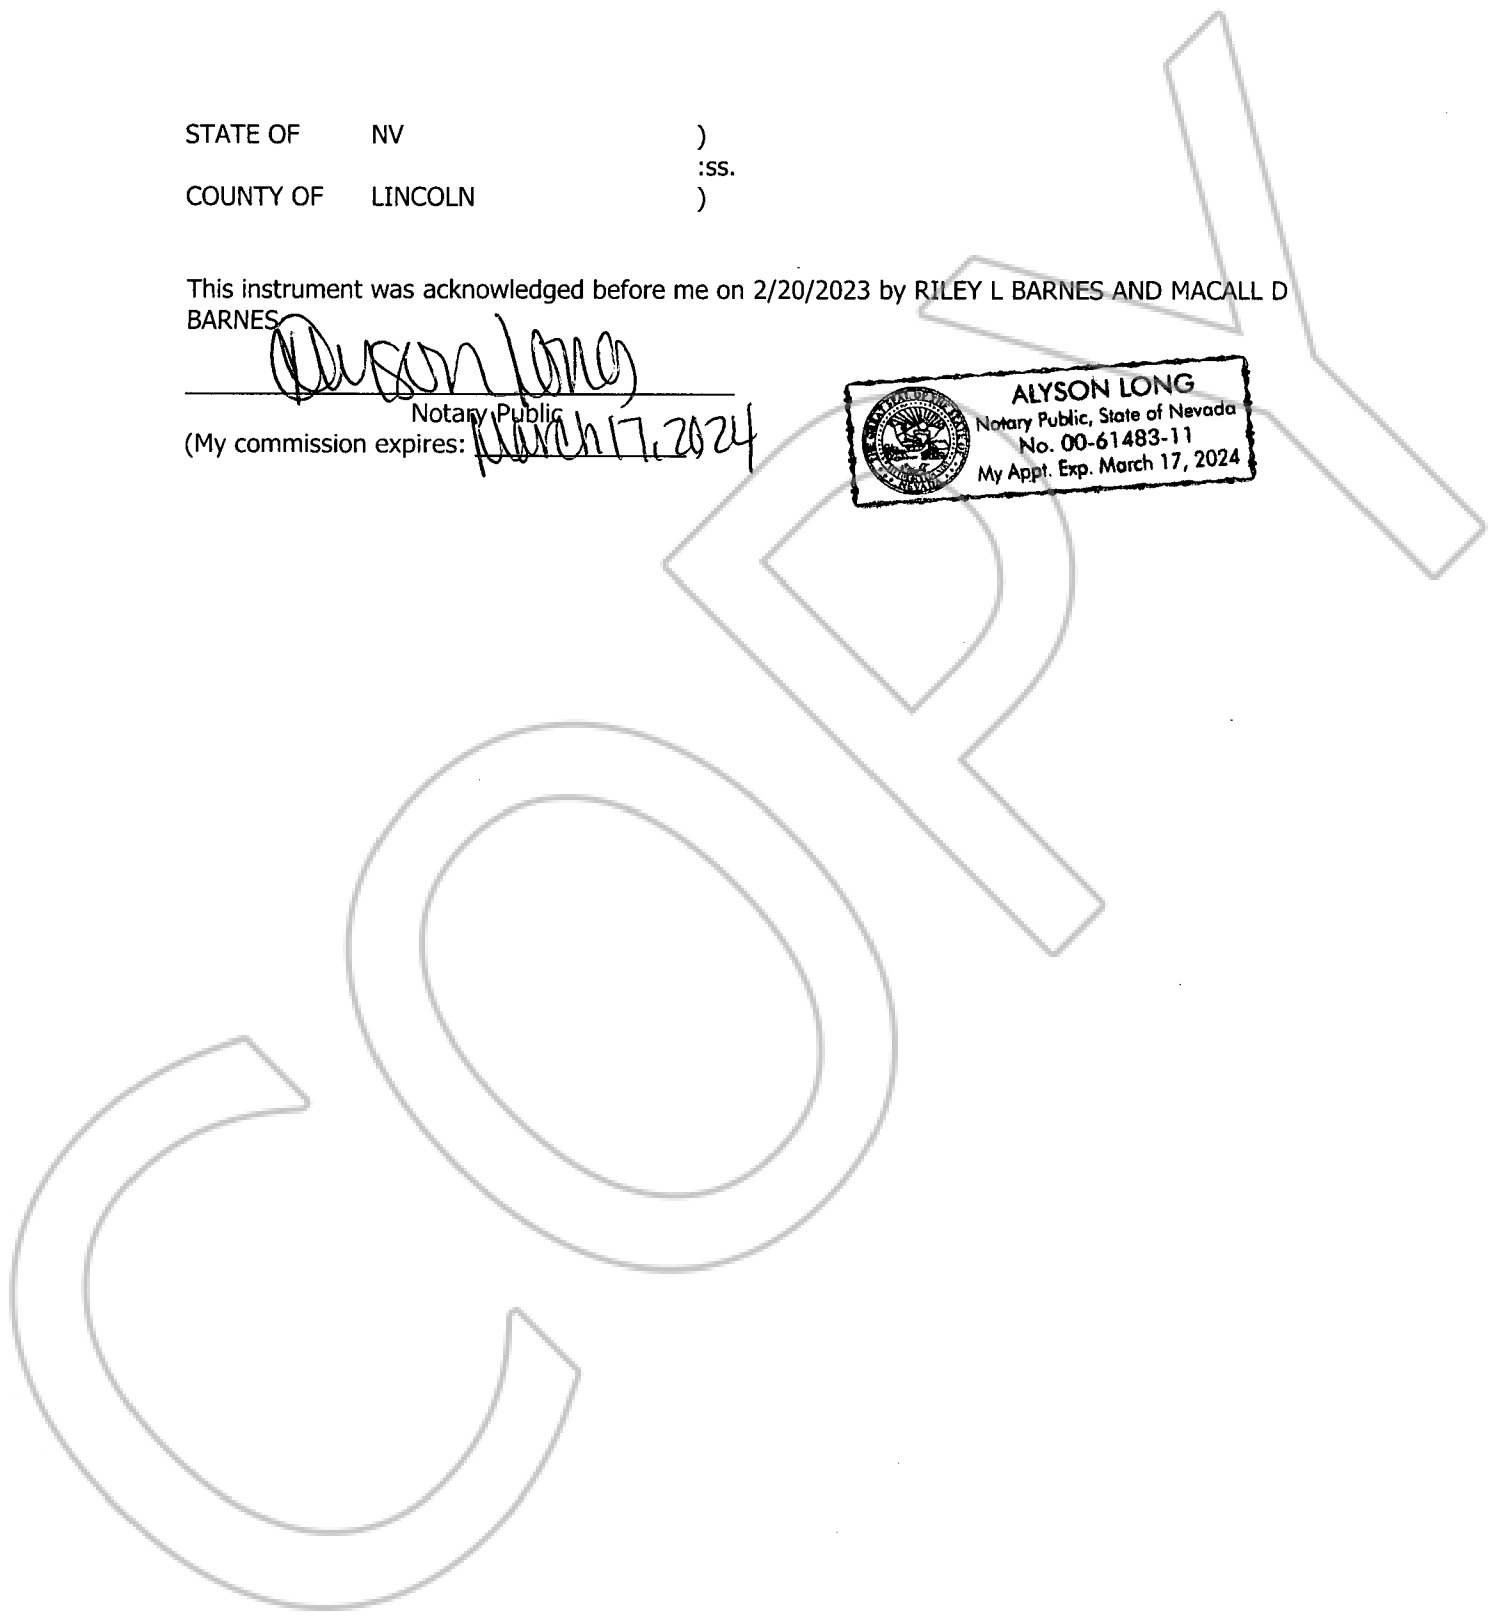 STATE OF NV )
:ss.
COUNTY OF LINCOLN )
This instrument was acknowledged before me on 2/20/2023 by RILEY L BARNES AND MACALL D
BARNES
Alyson Long
Notary Public
(My commission expires: March 17, 2024
ALYSON LONG
Notary Public, State of Nevada
No. 00-61483-11
My Appt. Exp. March 17, 2024
COPY